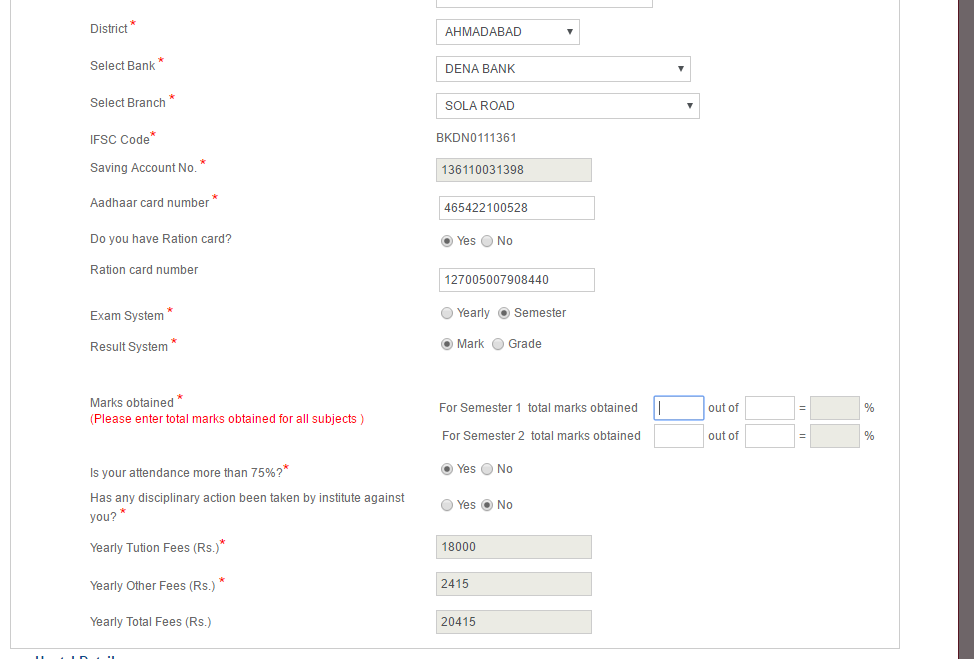 District * AHMADABAD
Select Bank * DENA BANK
Select Branch * SOLA ROAD
IFSC Code* BKDN0111361
Saving Account No. * 136110031398
Aadhaar card number * 465422100528
Do you have Ration card? Yes No
Ration card number 127005007908440
Exam System * Yearly Semester
Result System * Mark Grade
Marks obtained * For Semester 1 total marks obtained out of = %
(Please enter total marks obtained for all subjects )
For Semester 2 total marks obtained out of = %
Is your attendance more than 75%?* Yes No
Has any disciplinary action been taken by institute against
you? * Yes No
Yearly Tution Fees (Rs.)* 18000
Yearly Other Fees (Rs.) * 2415
Yearly Total Fees (Rs.) 20415